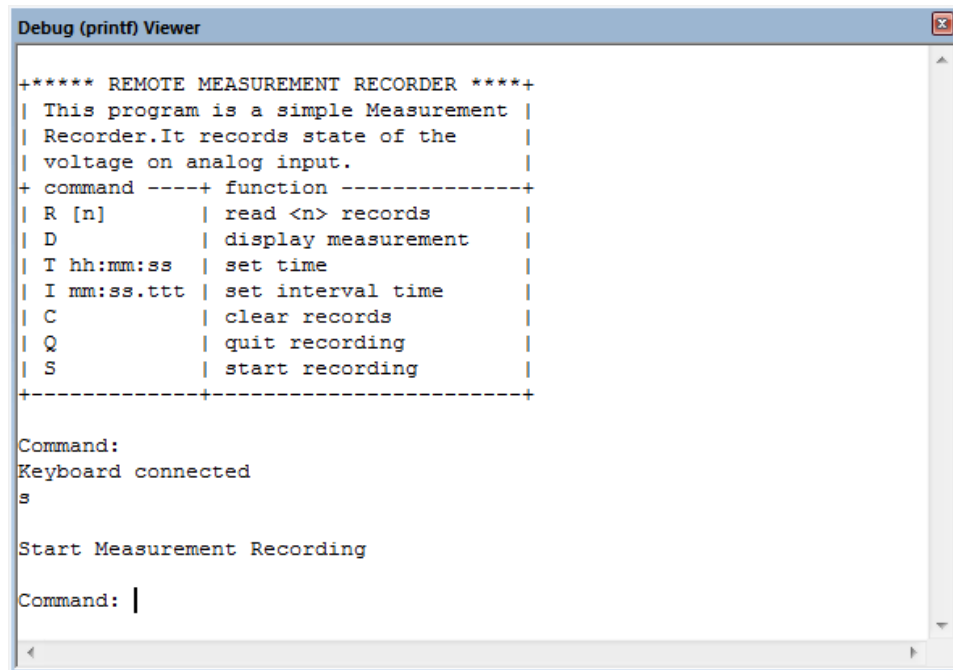 Debug (printf) Viewer
+***** REMOTE MEASUREMENT RECORDER ****+
| This program is a simple Measurement |
| Recorder.It records state of the     |
| voltage on analog input.             |
+ command ----+ function --------------+
| R [n]       | read <n> records       |
| D           | display measurement    |
| T hh:mm:ss  | set time               |
| I mm:ss.ttt | set interval time      |
| C           | clear records          |
| Q           | quit recording         |
| S           | start recording        |
+-------------+------------------------+
Command:
Keyboard connected
s
Start Measurement Recording
Command: